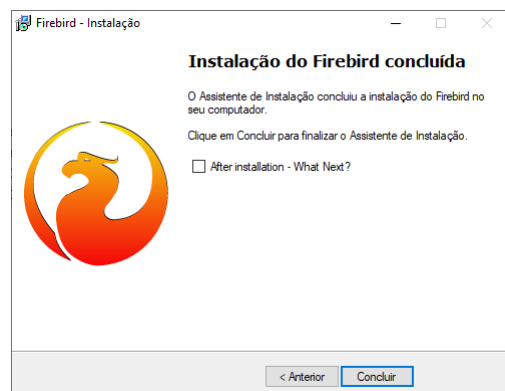 Firebird - Instalação
Instalação do Firebird concluída
O Assistente de Instalação concluiu a instalação do Firebird no
seu computador.
Clique em Concluir para finalizar o Assistente de Instalação.
After installation - What Next?
< Anterior
Concluir